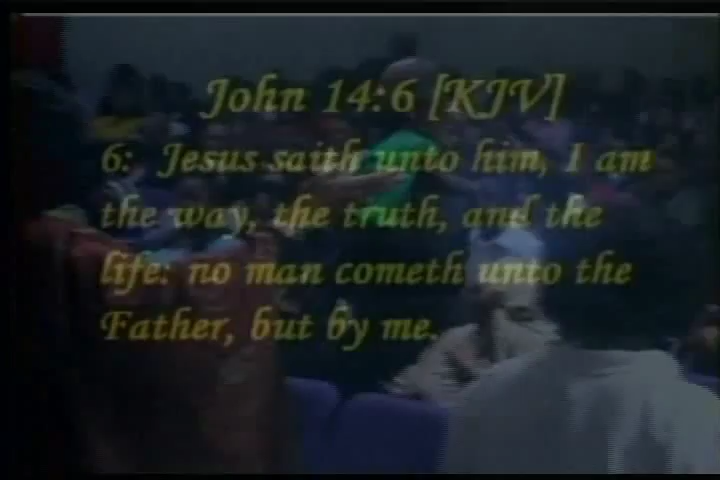 John 14:6 [KJV]
6: Jesus saith unto him, I am
the way, the truth, and the
life: no man cometh unto the
Father, but by me.